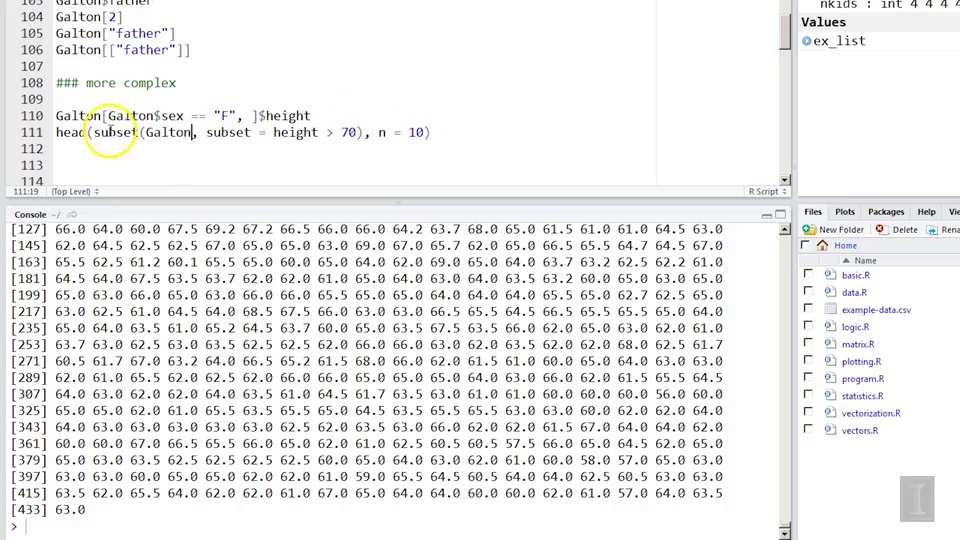 103 Galton$father
104 Galton[2]
105 Galton["father"]
106 Galton[["father"]]
107
108 ### more complex
109
110 Galton[Galton$sex == "F", ]$height
111 head(subset(Galton, subset = height > 70), n = 10)
112
113
114
111:19 (Top Level) R Script
Console ~/
[127] 66.0 64.0 60.0 67.5 69.2 67.2 66.5 66.0 66.0 64.2 63.7 68.0 65.0 61.5 61.0 61.0 64.5 63.0
[145] 62.0 64.5 62.5 62.5 67.0 65.0 65.0 63.0 69.0 67.0 65.7 62.0 65.0 66.5 65.5 64.7 64.5 67.0
[163] 65.5 62.5 61.2 60.1 65.5 65.0 60.0 65.0 64.0 62.0 69.0 65.0 64.0 63.7 63.2 62.5 62.2 61.0
[181] 64.5 64.0 67.5 63.5 63.7 62.0 62.0 61.0 65.0 64.0 63.0 64.0 63.5 63.2 60.0 65.0 63.0 65.0
[199] 65.0 63.0 66.0 65.0 63.0 66.0 66.0 65.5 65.0 65.0 64.0 64.0 64.0 65.5 65.0 62.7 62.5 65.0
[217] 63.0 62.5 61.0 64.5 64.0 68.5 67.5 66.0 63.0 63.0 66.5 65.5 64.5 65.5 65.5 65.0 64.0
[235] 65.0 64.0 63.5 61.0 65.2 64.5 63.7 60.0 65.0 63.5 67.5 63.5 66.0 62.0 65.0 63.0 62.0 61.0
[253] 63.7 63.0 62.5 63.0 63.5 62.5 62.5 62.0 60.0 66.0 63.0 62.0 63.5 62.0 62.0 68.0 62.5 61.7
[271] 60.5 61.7 67.0 63.2 64.0 66.5 65.2 61.5 68.0 66.0 62.0 61.5 61.0 60.0 65.0 64.0 63.0 63.0
[289] 62.0 61.0 65.5 62.0 62.5 62.0 66.0 66.0 65.0 65.0 65.0 64.0 63.0 66.0 62.0 61.5 65.5 64.5
[307] 64.0 63.0 62.0 62.0 64.0 63.5 61.0 64.5 61.7 63.5 63.0 61.0 61.0 60.0 60.0 60.0 56.0 60.0
[325] 65.0 65.0 62.0 61.0 65.5 63.5 65.5 65.0 64.5 63.5 65.5 65.5 63.0 63.0 60.0 62.0 62.0 64.0
[343] 64.0 63.0 63.0 63.0 63.0 63.0 61.0 62.0 63.5 63.0 66.0 62.0 62.0 61.5 67.0 64.0 64.0 62.0
[361] 60.0 60.0 67.0 66.5 65.5 66.0 65.0 62.0 61.0 62.5 60.5 60.5 57.5 66.0 65.0 64.5 62.0 65.0
[379] 65.0 63.0 63.5 62.5 62.5 62.5 60.0 65.0 64.0 63.0 62.0 61.0 60.0 58.0 57.0 65.0 63.0
[397] 63.0 63.0 60.0 65.0 65.0 62.0 61.0 59.0 65.5 64.5 60.5 64.0 64.0 62.5 60.5 63.0 63.0
[415] 63.5 62.0 65.5 64.0 62.0 62.0 61.0 67.0 65.0 64.0 64.0 60.0 60.0 62.0 61.0 57.0 64.0 63.5
[433] 63.0
>
nkids : int 4 4 4 4
Values
ex_list
Files Plots Packages Help
New Folder Delete
Home
Name
basic.R
data.R
example-data.csv
logic.R
matrix.R
plotting.R
program.R
statistics.R
vectorization.R
vectors.R
I